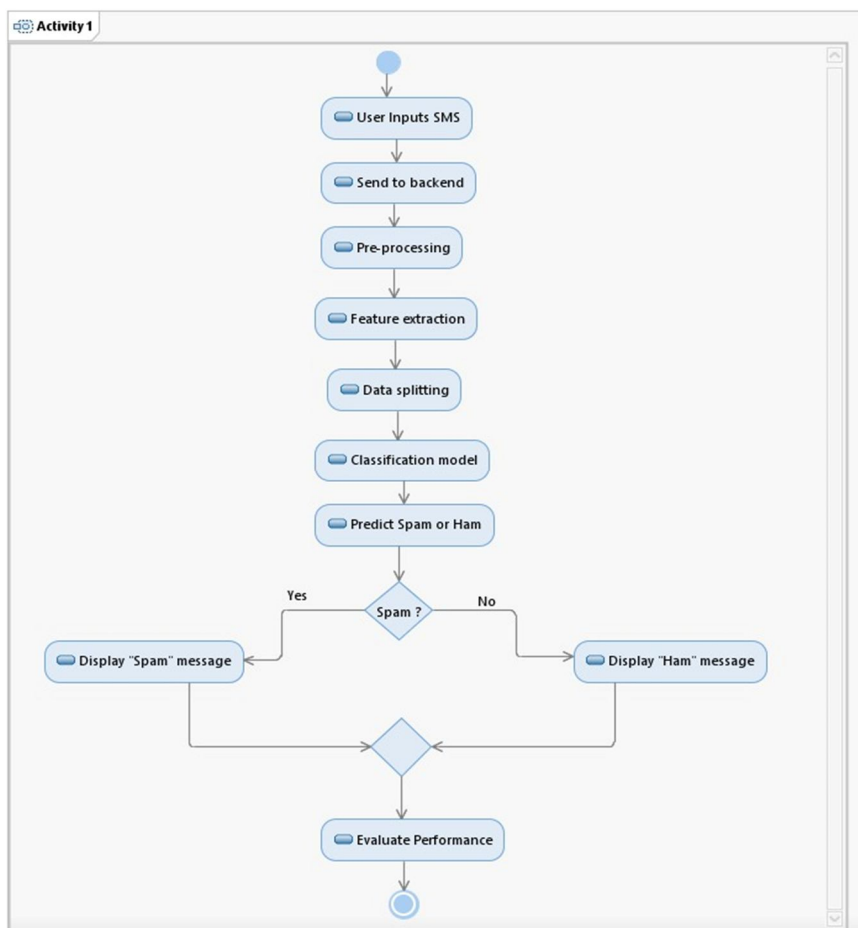 Activity 1
User Inputs SMS
Send to backend
Pre-processing
Feature extraction
Data splitting
Classification model
Predict Spam or Ham
Spam ?
Yes
No
Display "Spam" message
Display "Ham" message
Evaluate Performance